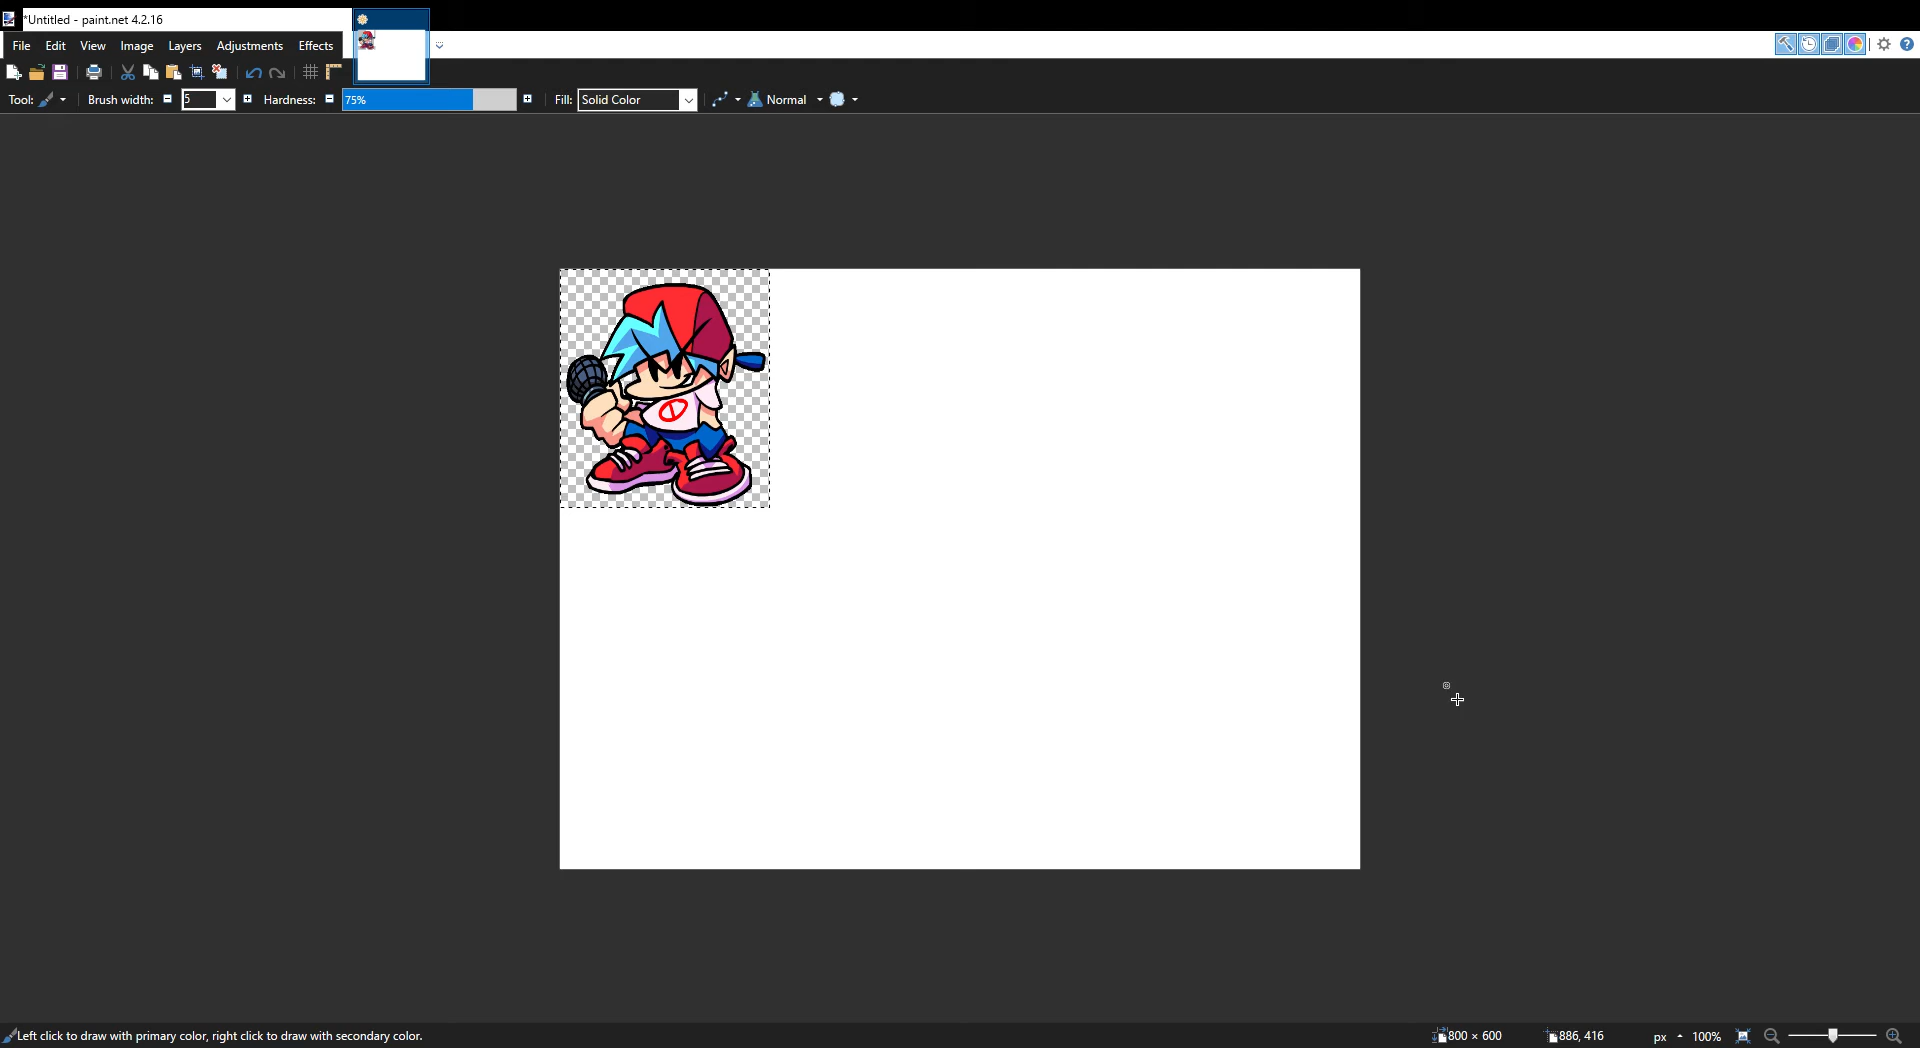 *Untitled - paint.net 4.2.16
File Edit View Image Layers Adjustments Effects
Tool: Brush width: 5 Hardness: 75% Fill: Solid Color Normal
Left click to draw with primary color, right click to draw with secondary color. 800 × 600 886, 416 px 100%